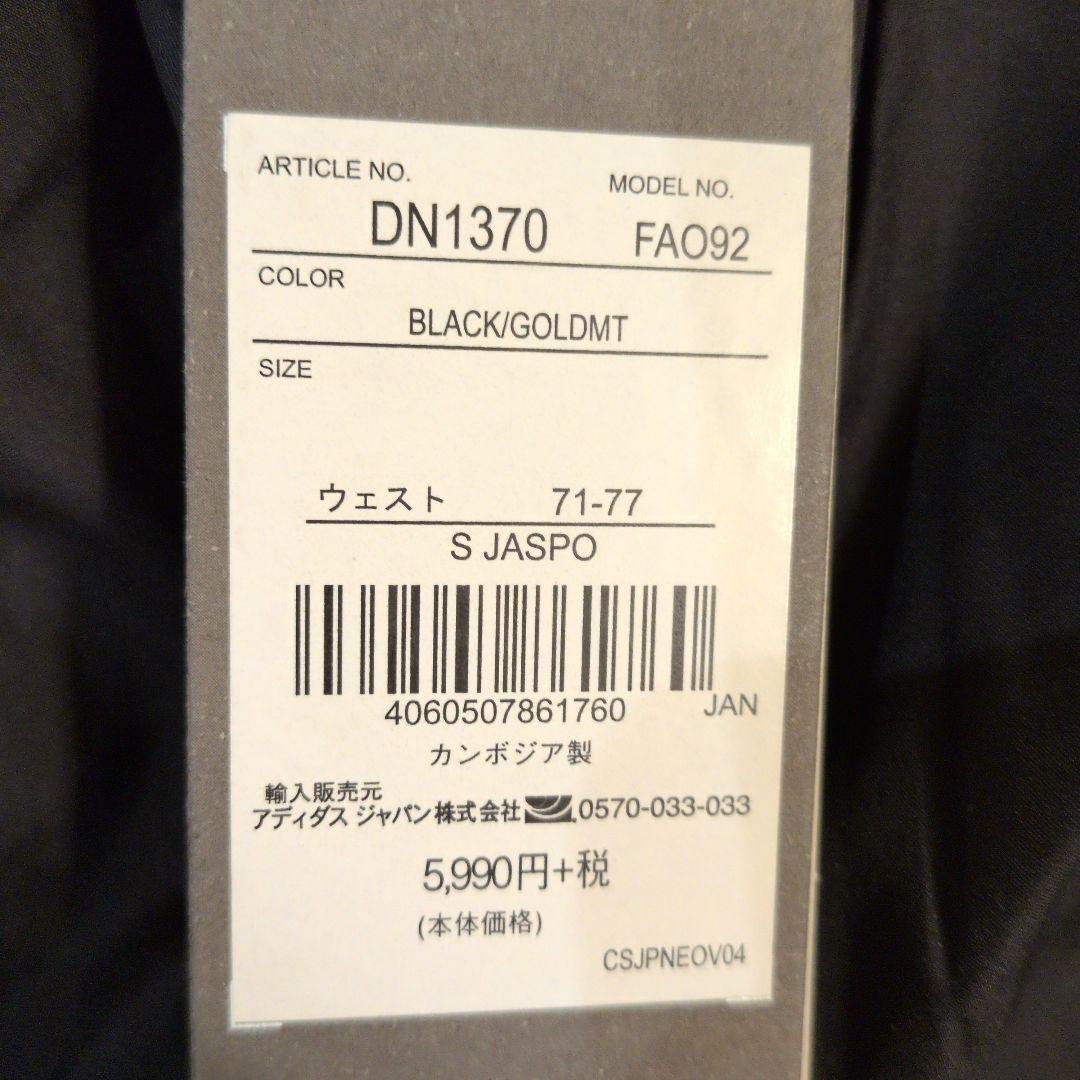 ARTICLE NO. MODEL NO.
DN1370 FAO92
COLOR
BLACK/GOLDMT
SIZE
ウェスト 71-77
S JASPO
4060507861760 JAN
カンボジア製
輸入販売元
アディダス ジャパン株式会社 0570-033-033
5,990円+税
(本体価格)
CSJPNEOV04